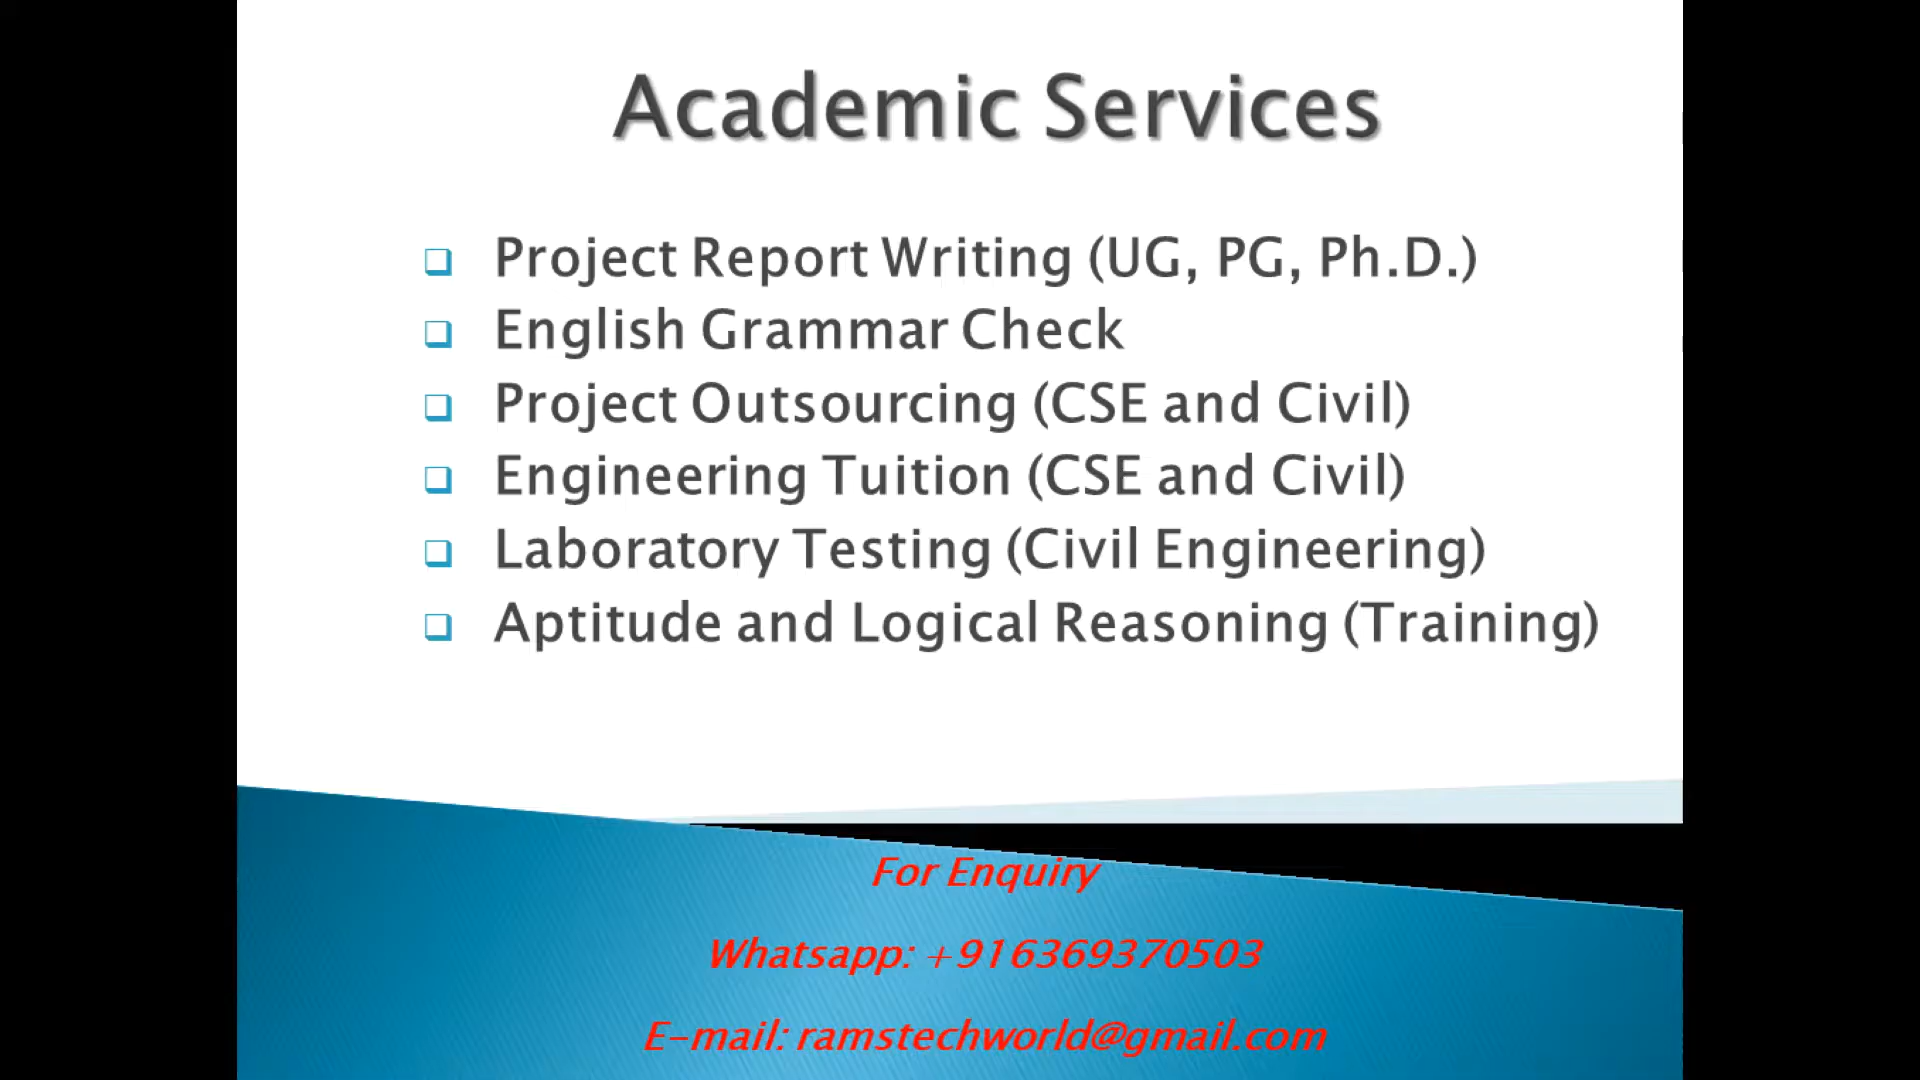 Academic Services
Project Report Writing (UG, PG, Ph.D.)
English Grammar Check
Project Outsourcing (CSE and Civil)
Engineering Tuition (CSE and Civil)
Laboratory Testing (Civil Engineering)
Aptitude and Logical Reasoning (Training)
For Enquiry
Whatsapp: +916369370503
E-mail: ramstechworld@gmail.com